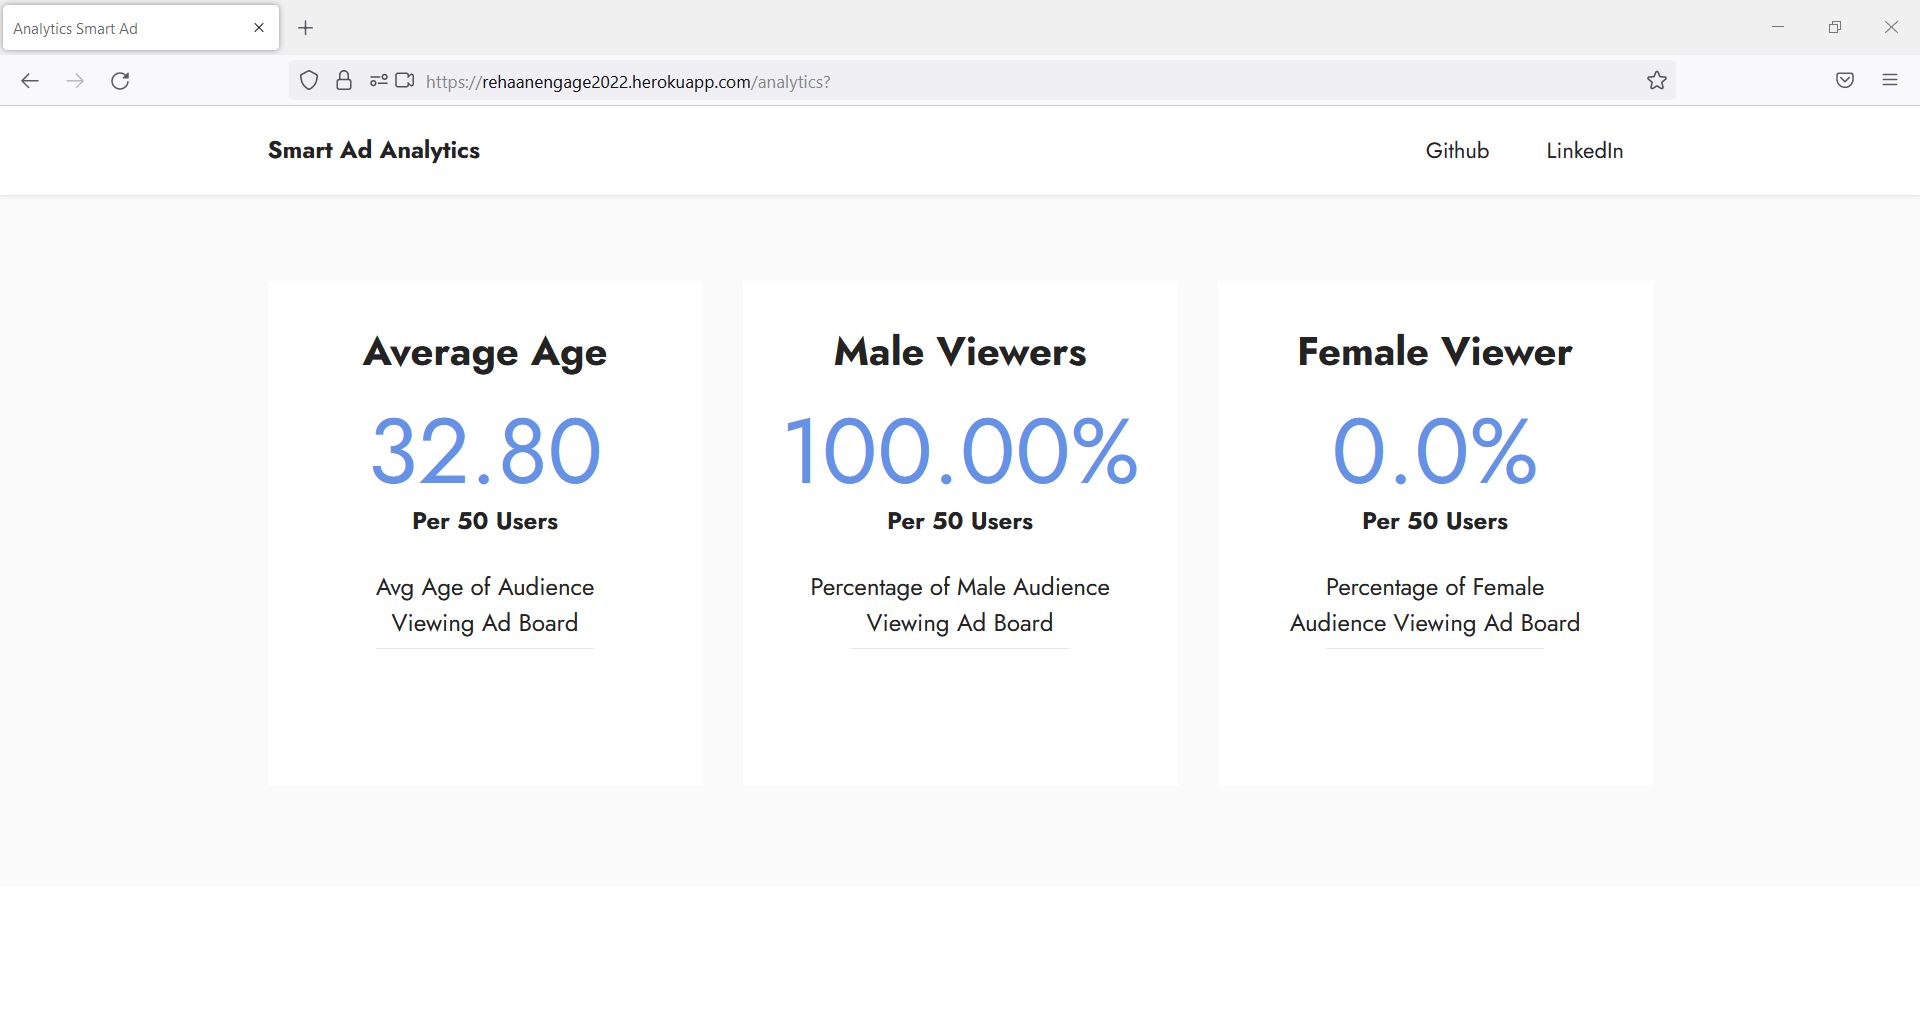 Analytics Smart Ad
https://rehaanengage2022.herokuapp.com/analytics?
Smart Ad Analytics
Github
LinkedIn
Average Age
32.80
Per 50 Users
Avg Age of Audience
Viewing Ad Board
Male Viewers
100.00%
Per 50 Users
Percentage of Male Audience
Viewing Ad Board
Female Viewer
0.0%
Per 50 Users
Percentage of Female
Audience Viewing Ad Board